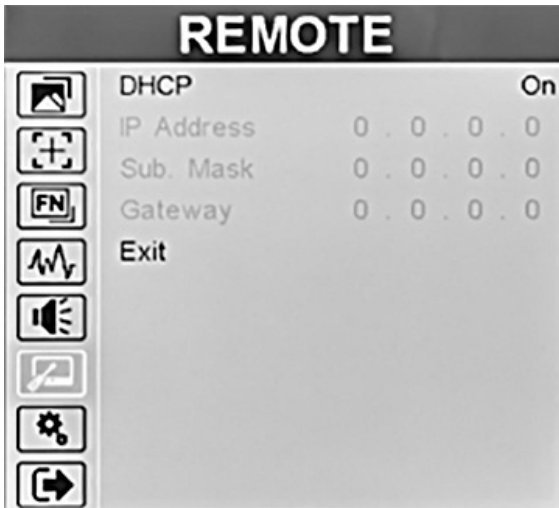 REMOTE
DHCP On
IP Address 0 . 0 . 0 . 0
Sub. Mask 0 . 0 . 0 . 0
FN
Gateway 0 . 0 . 0 . 0
Exit